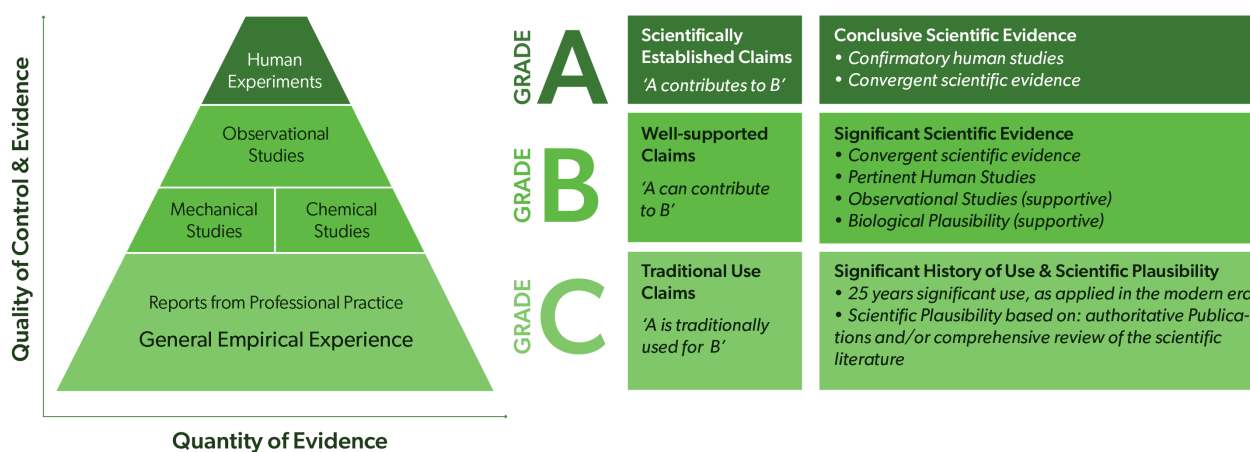 Quality of Control & Evidence
Human
Experiments
Observational
Studies
Mechanical
Studies
Chemical
Studies
Reports from Professional Practice
General Empirical Experience
Quantity of Evidence
GRADE
A
Scientifically
Established Claims
'A contributes to B'
Conclusive Scientific Evidence
• Confirmatory human studies
• Convergent scientific evidence
GRADE
B
Well-supported
Claims
'A can contribute
to B'
Significant Scientific Evidence
• Convergent scientific evidence
• Pertinent Human Studies
• Observational Studies (supportive)
• Biological Plausibility (supportive)
GRADE
C
Traditional Use
Claims
'A is traditionally
used for B'
Significant History of Use & Scientific Plausibility
• 25 years significant use, as applied in the modern
• Scientific Plausibility based on: authoritative Publica-
tions and/or comprehensive review of the scientific
literature